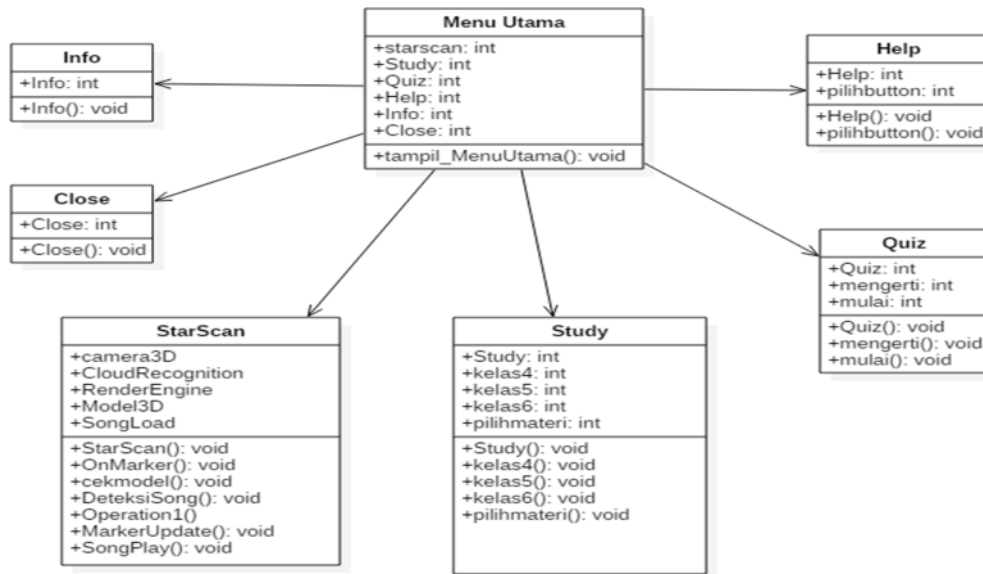 Menu Utama
+starscan: int
+Study: int
+Quiz: int
+Help: int
+Info: int
+Close: int
+tampil_MenuUtama(): void
Info
+Info: int
+Info(): void
Help
+Help: int
+pilihbutton: int
+Help(): void
+pilihbutton(): void
Close
+Close: int
+Close(): void
Quiz
+Quiz: int
+mengerti: int
+mulai: int
+Quiz(): void
+mengerti(): void
+mulai(): void
StarScan
+camera3D
+CloudRecognition
+RenderEngine
+Model3D
+SongLoad
+StarScan(): void
+OnMarker(): void
+cekmodel(): void
+DeteksiSong(): void
+Operation1()
+MarkerUpdate(): void
+SongPlay(): void
Study
+Study: int
+kelas4: int
+kelas5: int
+kelas6: int
+pilihmateri: int
+Study(): void
+kelas4(): void
+kelas5(): void
+kelas6(): void
+pilihmateri(): void